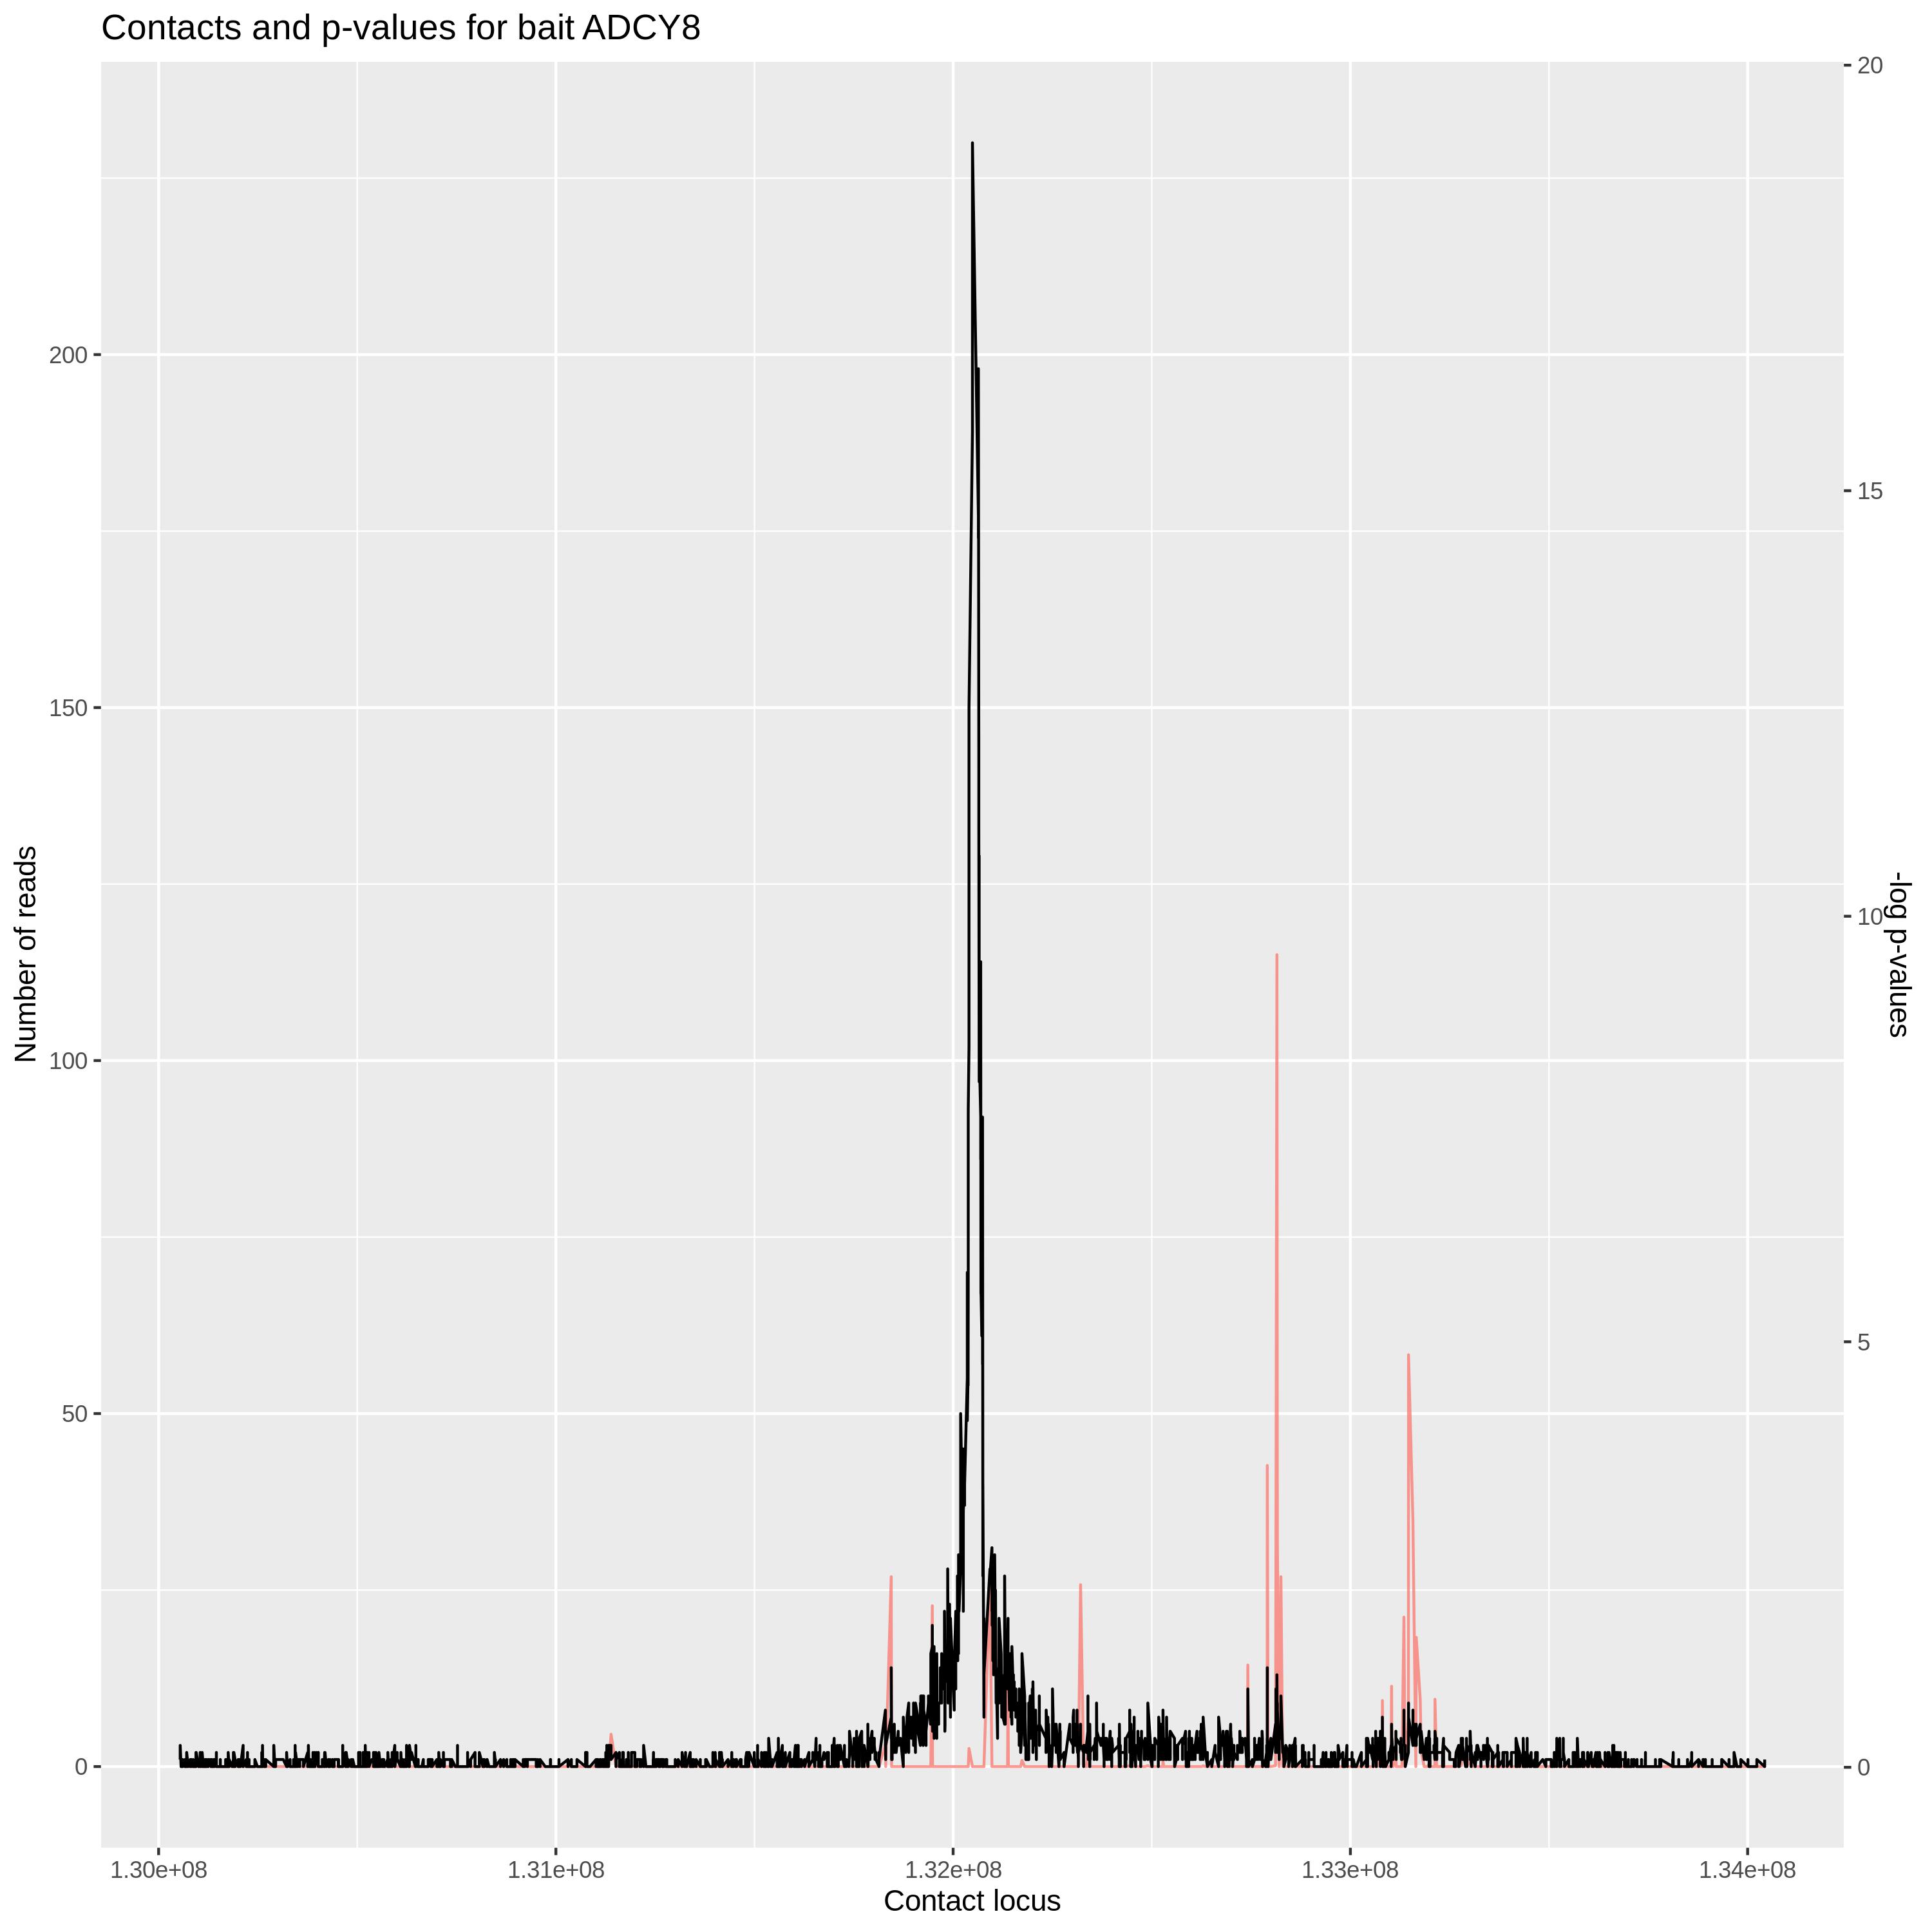 Contacts and p-values for bait ADCY8
Number of reads
200
150
100
50
0
20
15
10
5
0
-log p-values
1.30e+08 1.31e+08 1.32e+08 1.33e+08 1.34e+08
Contact locus